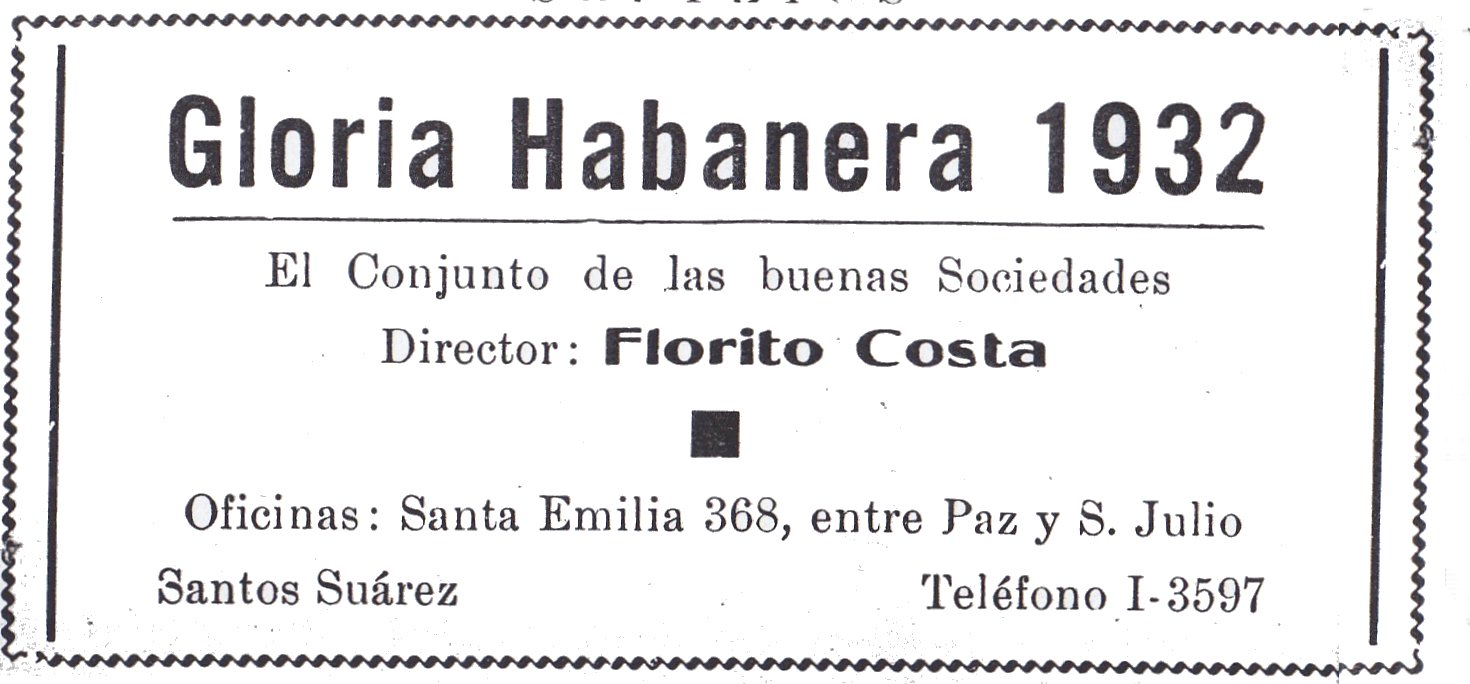 Gloria Habanera 1932
El Conjunto de las buenas Sociedades
Director: Florito Costa
Oficinas: Santa Emilia 368, entre Paz y S. Julio
Santos Suárez Teléfono I-3597